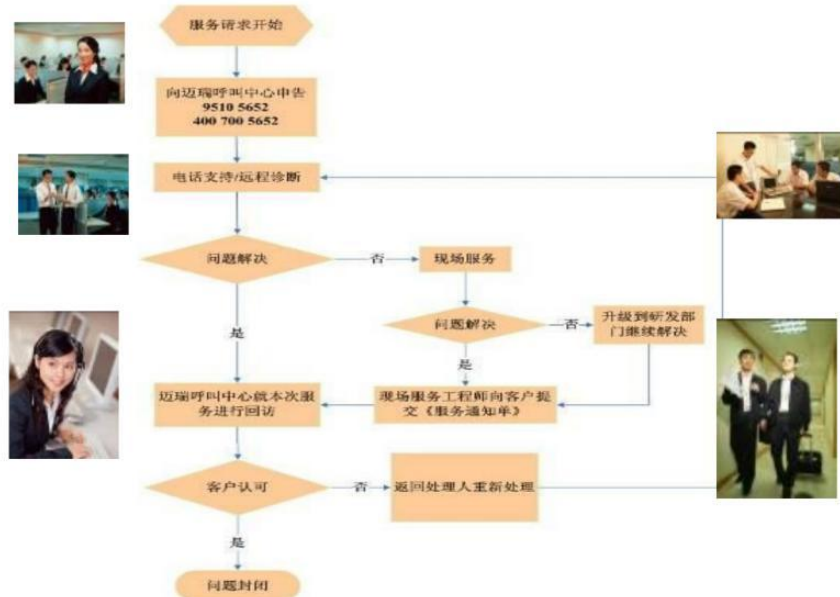 服务请求开始
向迈瑞呼叫中心申告
9510 5652
400 700 5652
电话支持/远程诊断
问题解决
否
现场服务
是
问题解决
否
升级到研发部
门继续解决
是
迈瑞呼叫中心就本次服
务进行回访
现场服务工程师向客户提
交《服务通知单》
客户认可
否
返回处理人重新处理
是
问题封闭